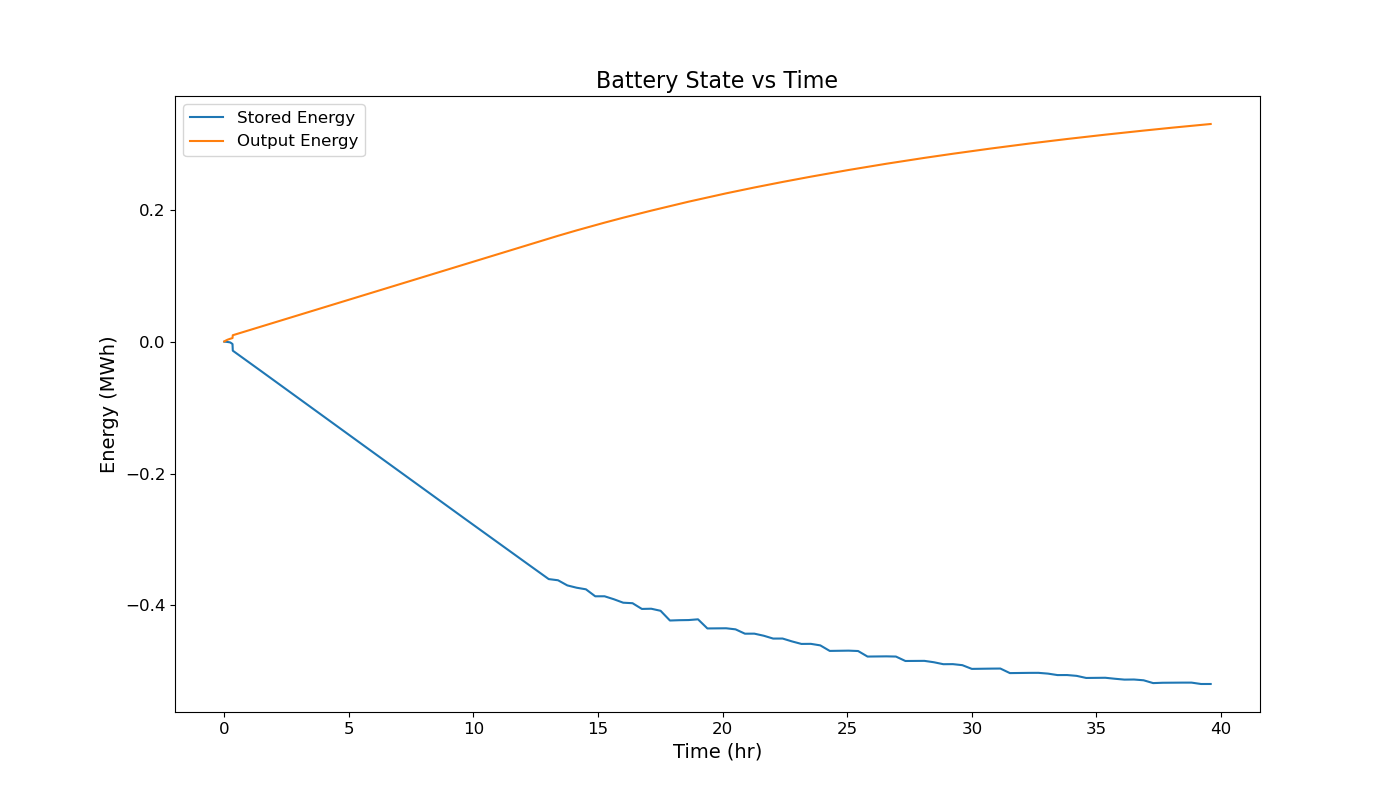 Battery State vs Time
Stored Energy
Output Energy
Energy (MWh)
0.2
0.0
−0.2
−0.4
0 5 10 15 20 25 30 35 40
Time (hr)